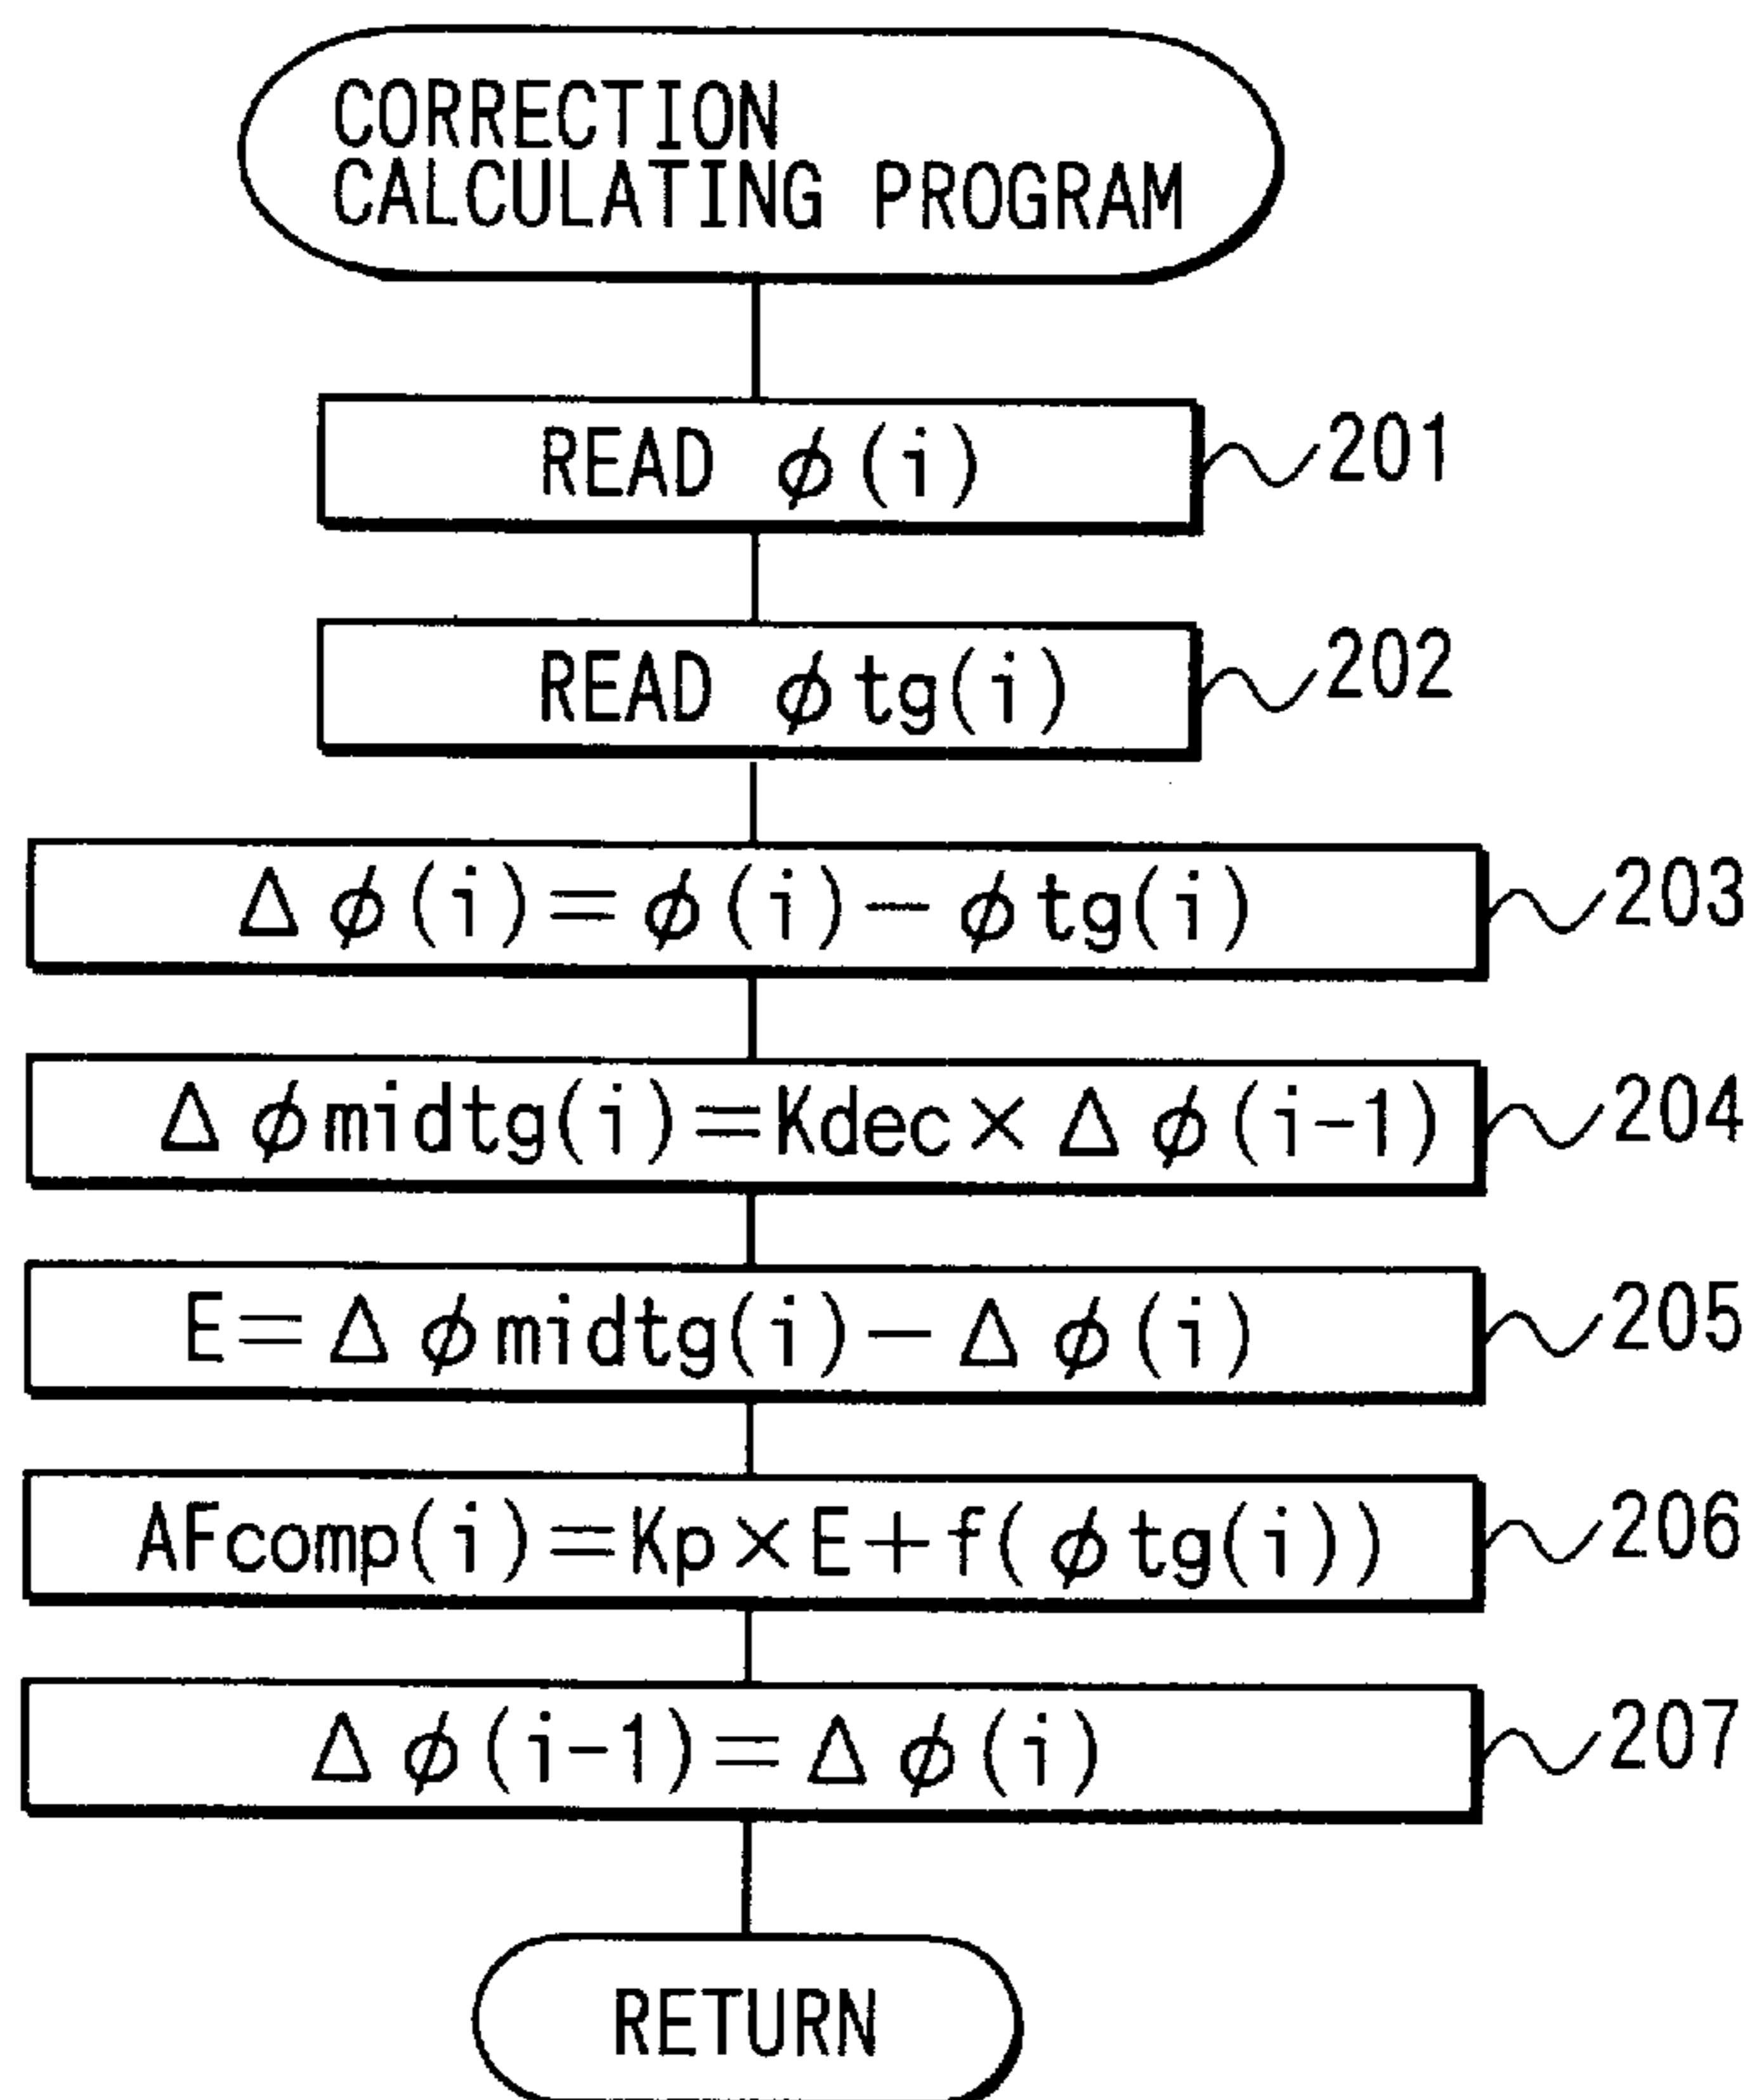 CORRECTION
CALCULATING PROGRAM
READ ϕ(i)
201
READ ϕtg(i)
202
Δϕ(i)=ϕ(i)-ϕtg(i)
203
Δϕmidtg(i)=Kdec×Δϕ(i-1)
204
E=Δϕmidtg(i)-Δϕ(i)
205
AFcomp(i)=Kp×E+f(ϕtg(i))
206
Δϕ(i-1)=Δϕ(i)
207
RETURN